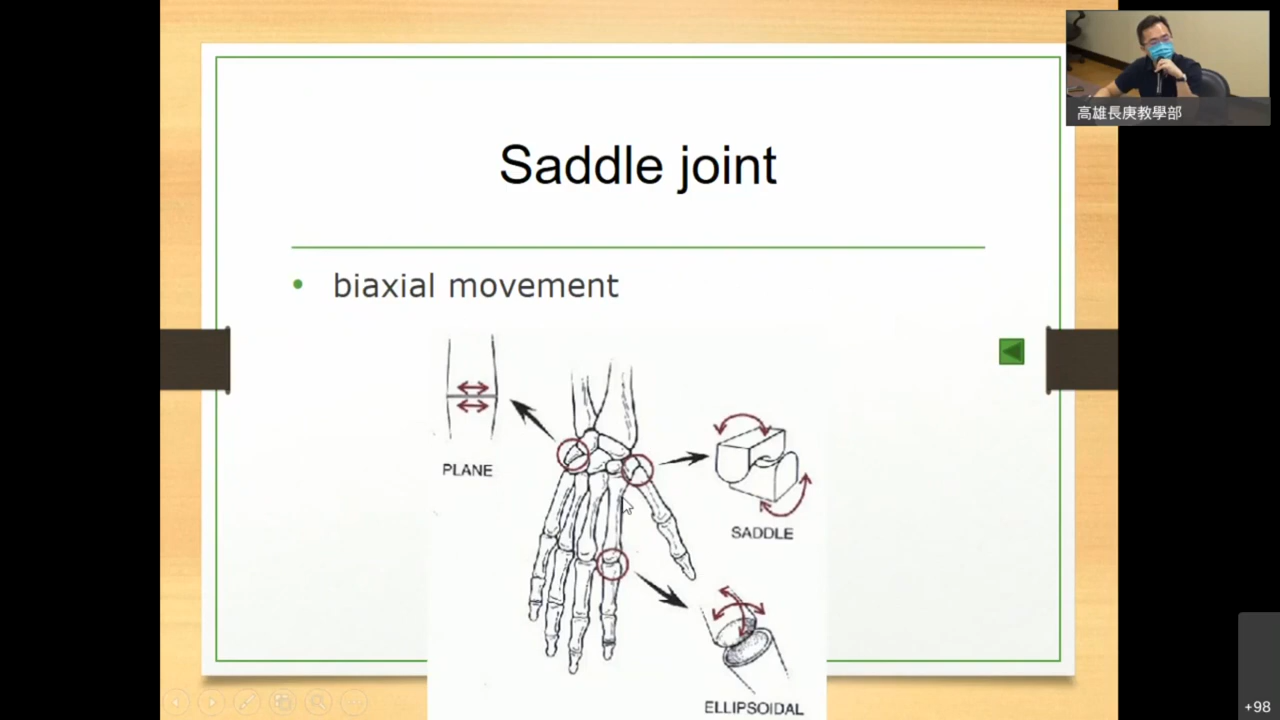 高雄長庚教學部
Saddle joint
• biaxial movement
PLANE
SADDLE
ELLIPSOIDAL
+98